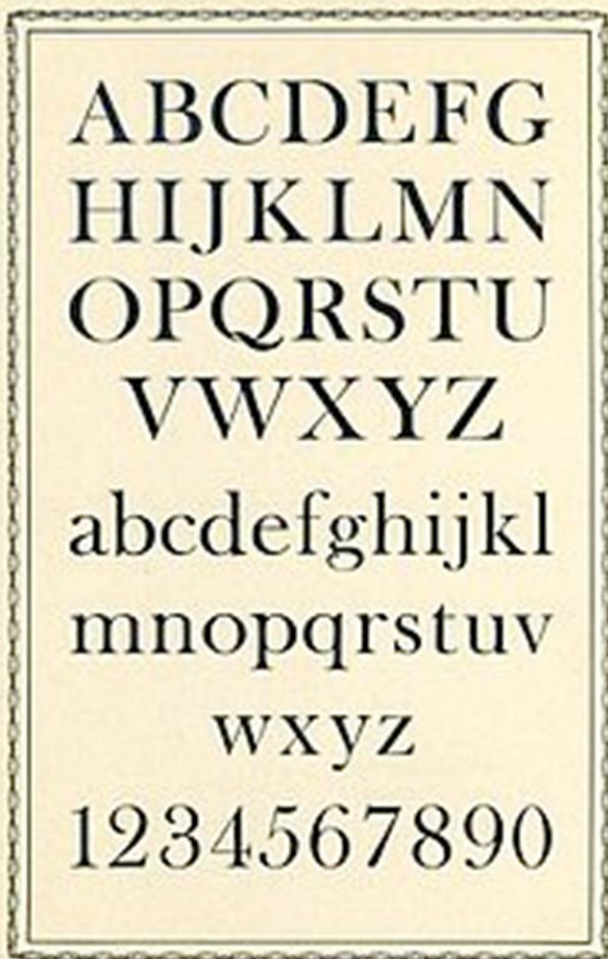 ABCDEFG
HIJKLMN
OPQRSTU
VWXYZ
abcdefghijkl
mnopqrstuv
wxyz
1234567890